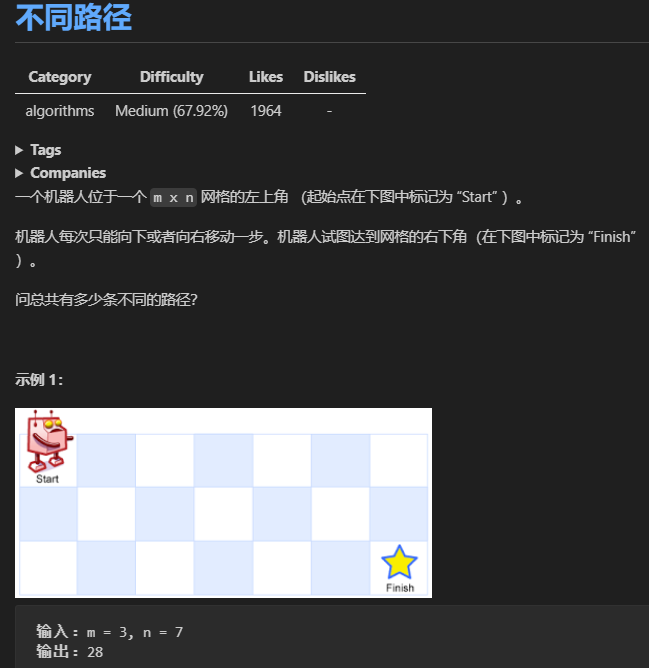 不同路径
Category Difficulty Likes Dislikes
algorithms Medium (67.92%) 1964 -
Tags
Companies
一个机器人位于一个 m x n 网格的左上角 （起始点在下图中标记为 “Start” ）。
机器人每次只能向下或者向右移动一步。机器人试图达到网格的右下角（在下图中标记为 “Finish”
）。
问总共有多少条不同的路径？
示例 1：
Start
Finish
输入：m = 3, n = 7
输出：28